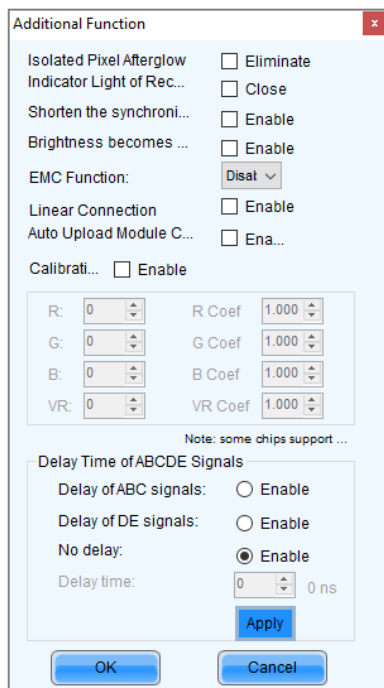 Additional Function x
Isolated Pixel Afterglow Eliminate
Indicator Light of Rec... Close
Shorten the synchroni... Enable
Brightness becomes ... Enable
EMC Function: Disat
Linear Connection Enable
Auto Upload Module C... Ena...
Calibrati... Enable
R: 0 R Coef 1.000
G: 0 G Coef 1.000
B: 0 B Coef 1.000
VR: 0 VR Coef 1.000
Note: some chips support ...
Delay Time of ABCDE Signals
Delay of ABC signals: Enable
Delay of DE signals: Enable
No delay: Enable
Delay time: 0 0 ns
Apply
OK Cancel